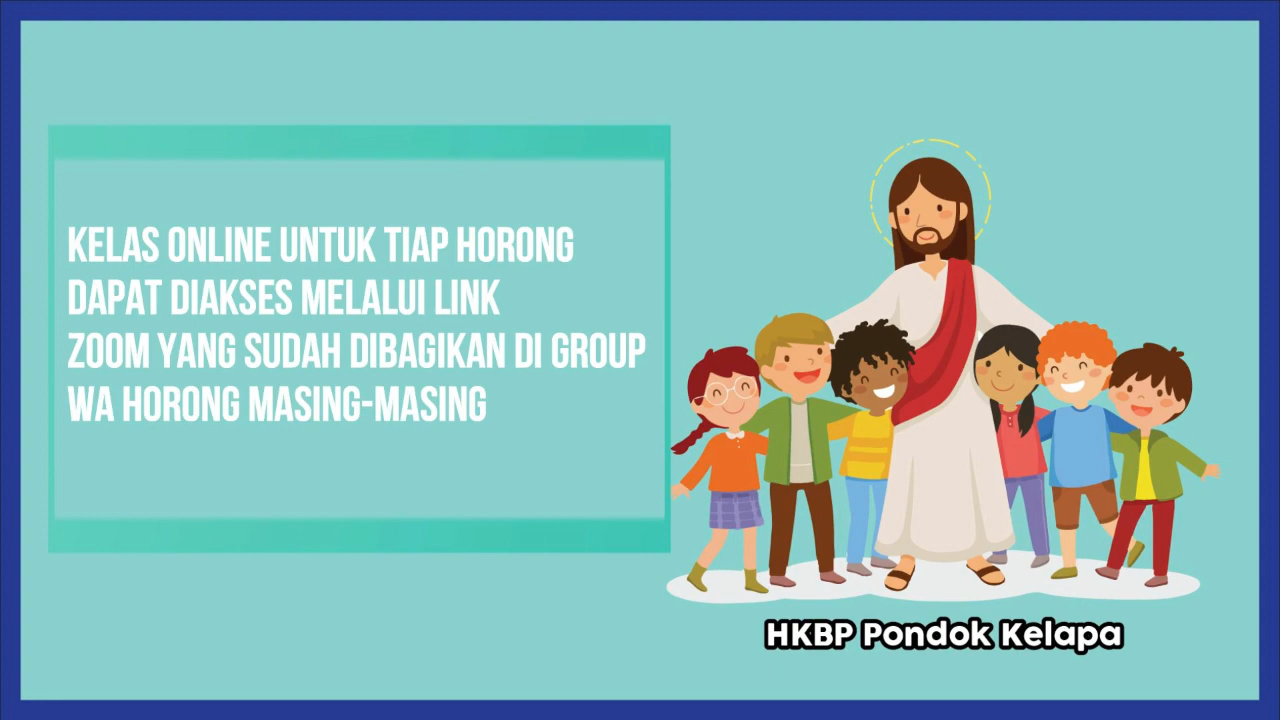 KELAS ONLINE UNTUK TIAP HORONG
DAPAT DIAKSES MELALUI LINK
ZOOM YANG SUDAH DIBAGIKAN DI GROUP
WA HORONG MASING-MASING
HKBP Pondok Kelapa